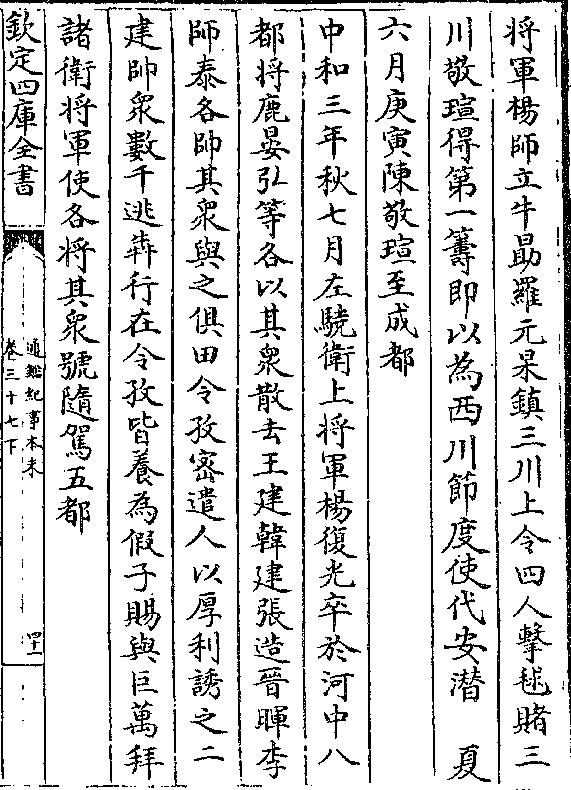 将軍楊師立牛朂羅元杲鎮三川上令四人擊毬賭三
川敬瑄得第一籌即以為西川節度使代安潜 夏
六月庚寅陳敬瑄至成都
中和三年秋七月左驍衛上将軍楊復光卒於河中八
都将鹿晏弘等各以其衆散去王建韓建張造晉暉李
師泰各帥其衆與之俱田令孜密遣人以厚利誘之二
建帥衆數千逃奔行在令孜皆養為假子賜與巨萬拜
諸衛将軍使各将其衆號隨駕五都
欽定四庫全書
通鑑紀事本末
卷三十七下
四十一